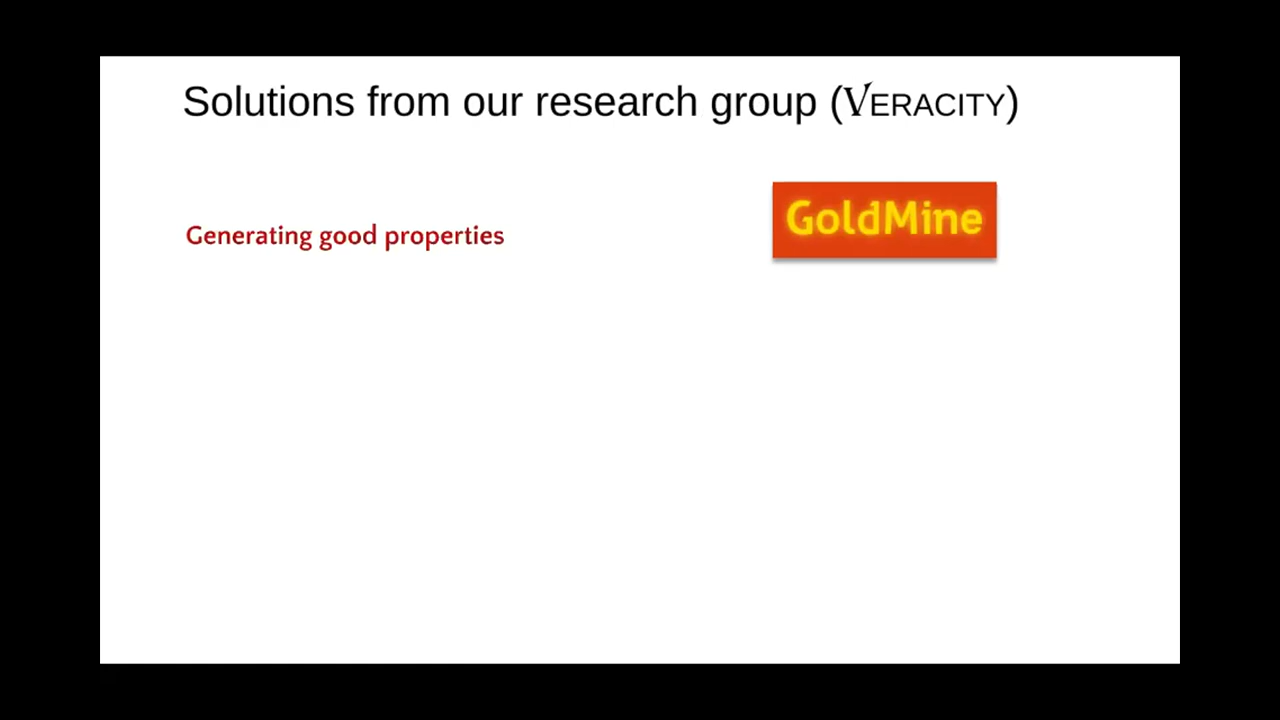 Solutions from our research group (VERACITY)
GoldMine
Generating good properties